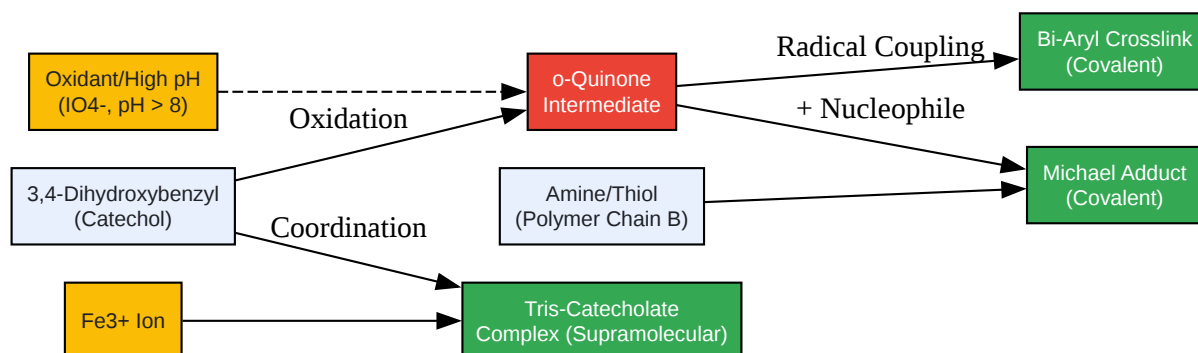 Oxidant/High pH
(IO4-, pH > 8)
Oxidation
3,4-Dihydroxybenzyl
(Catechol)
Coordination
Fe3+ Ion
o-Quinone
Intermediate
Amine/Thiol
(Polymer Chain B)
Tris-Catecholate
Complex (Supramolecular)
Radical Coupling
+ Nucleophile
Bi-Aryl Crosslink
(Covalent)
Michael Adduct
(Covalent)